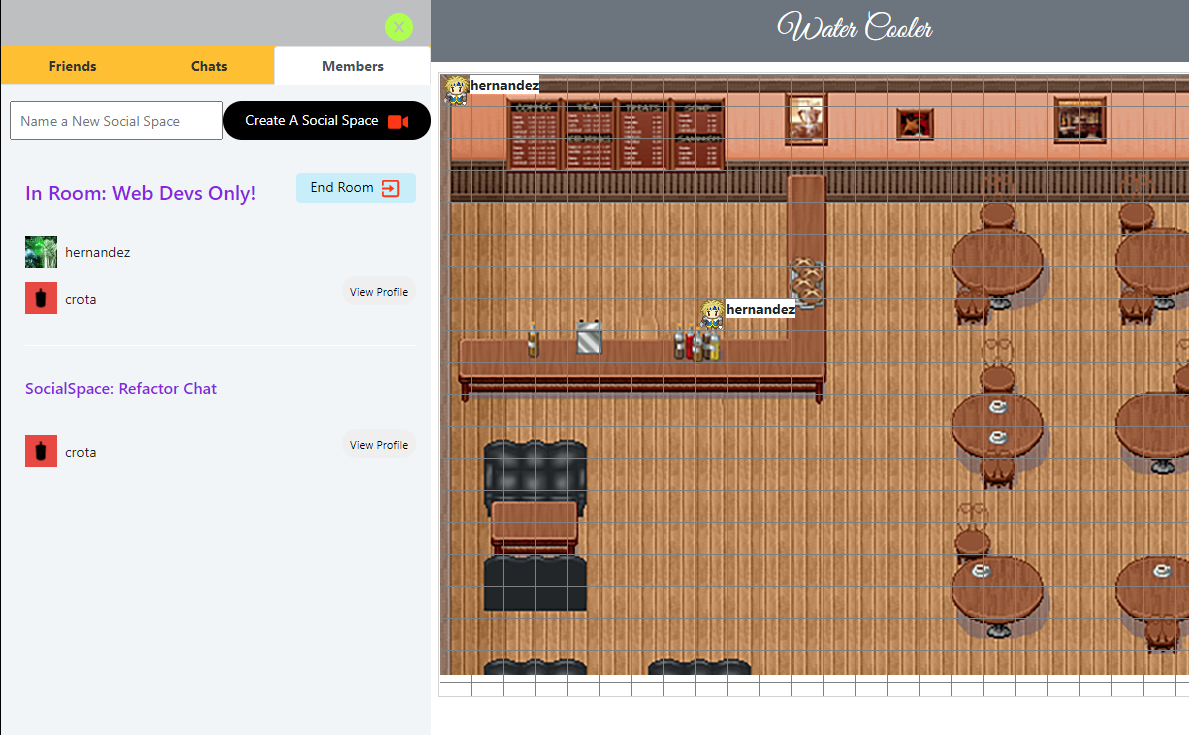 Water Cooler
Friends
Chats
Members
Name a New Social Space
Create A Social Space
In Room: Web Devs Only!
End Room
hernandez
crota
View Profile
SocialSpace: Refactor Chat
crota
View Profile
hernandez
COFFEE
TEA
TREATS
SOUP
hernandez